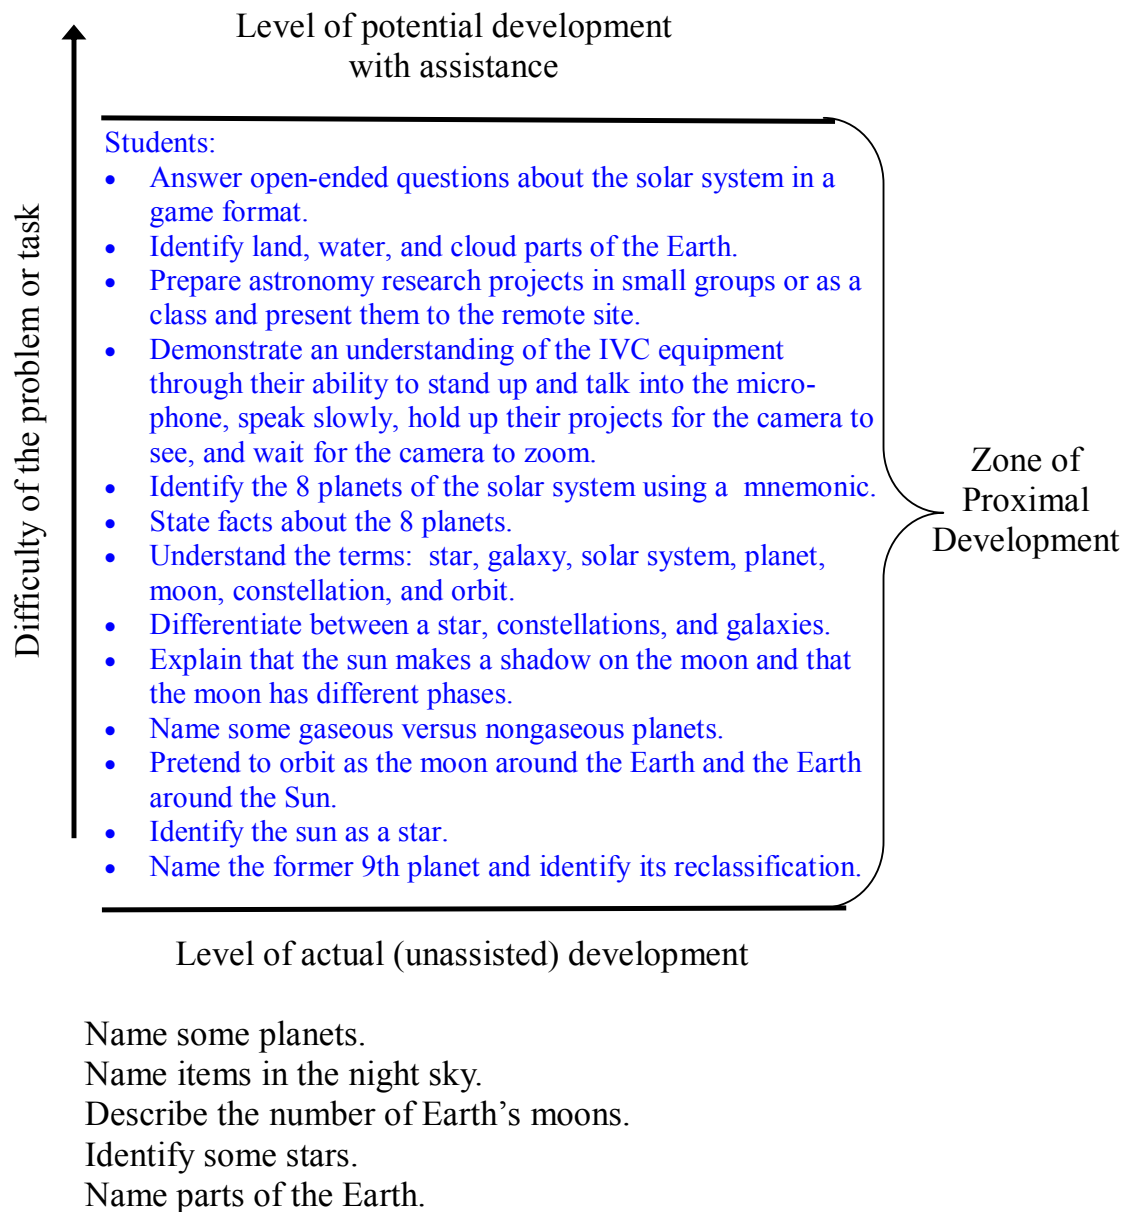 Level of potential development
with assistance
Difficulty of the problem or task
Students:
• Answer open-ended questions about the solar system in a
game format.
• Identify land, water, and cloud parts of the Earth.
• Prepare astronomy research projects in small groups or as a
class and present them to the remote site.
• Demonstrate an understanding of the IVC equipment
through their ability to stand up and talk into the micro-
phone, speak slowly, hold up their projects for the camera to
see, and wait for the camera to zoom.
• Identify the 8 planets of the solar system using a mnemonic.
• State facts about the 8 planets.
• Understand the terms: star, galaxy, solar system, planet,
moon, constellation, and orbit.
• Differentiate between a star, constellations, and galaxies.
• Explain that the sun makes a shadow on the moon and that
the moon has different phases.
• Name some gaseous versus nongaseous planets.
• Pretend to orbit as the moon around the Earth and the Earth
around the Sun.
• Identify the sun as a star.
• Name the former 9th planet and identify its reclassification.
Zone of
Proximal
Development
Level of actual (unassisted) development
Name some planets.
Name items in the night sky.
Describe the number of Earth’s moons.
Identify some stars.
Name parts of the Earth.